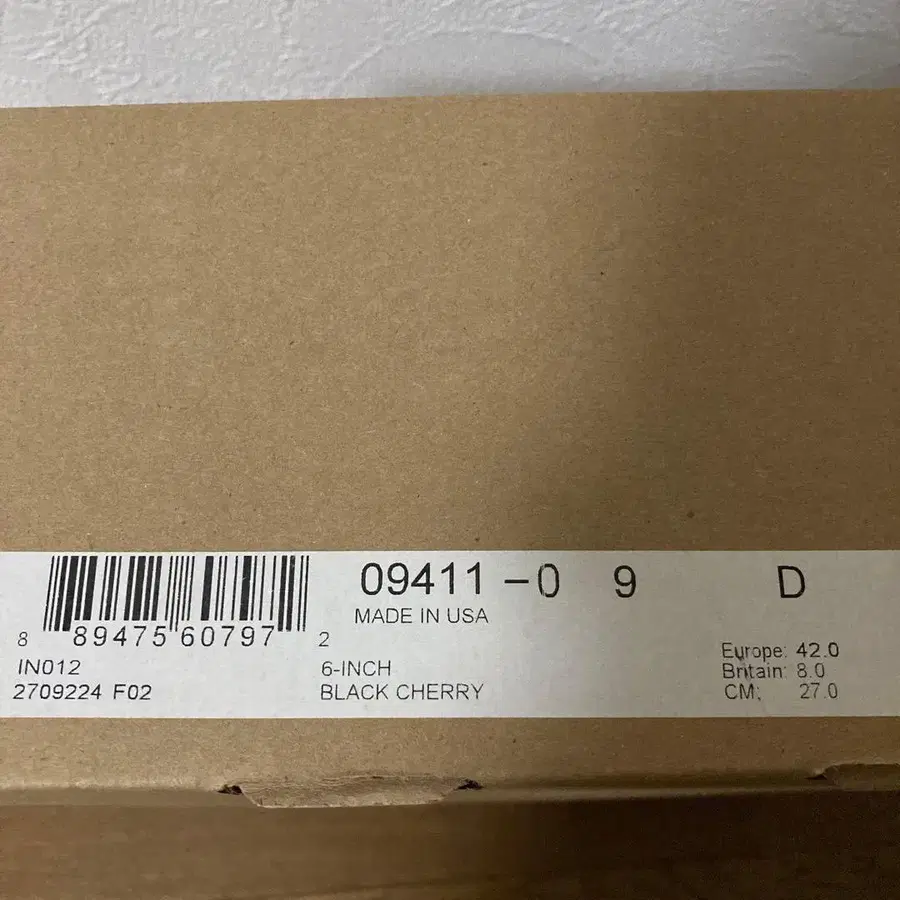 09411-0 9 D
MADE IN USA
8 89475 60797 2
IN012
2709224 F02
6-INCH
BLACK CHERRY
Europe: 42.0
Britain: 8.0
CM: 27.0